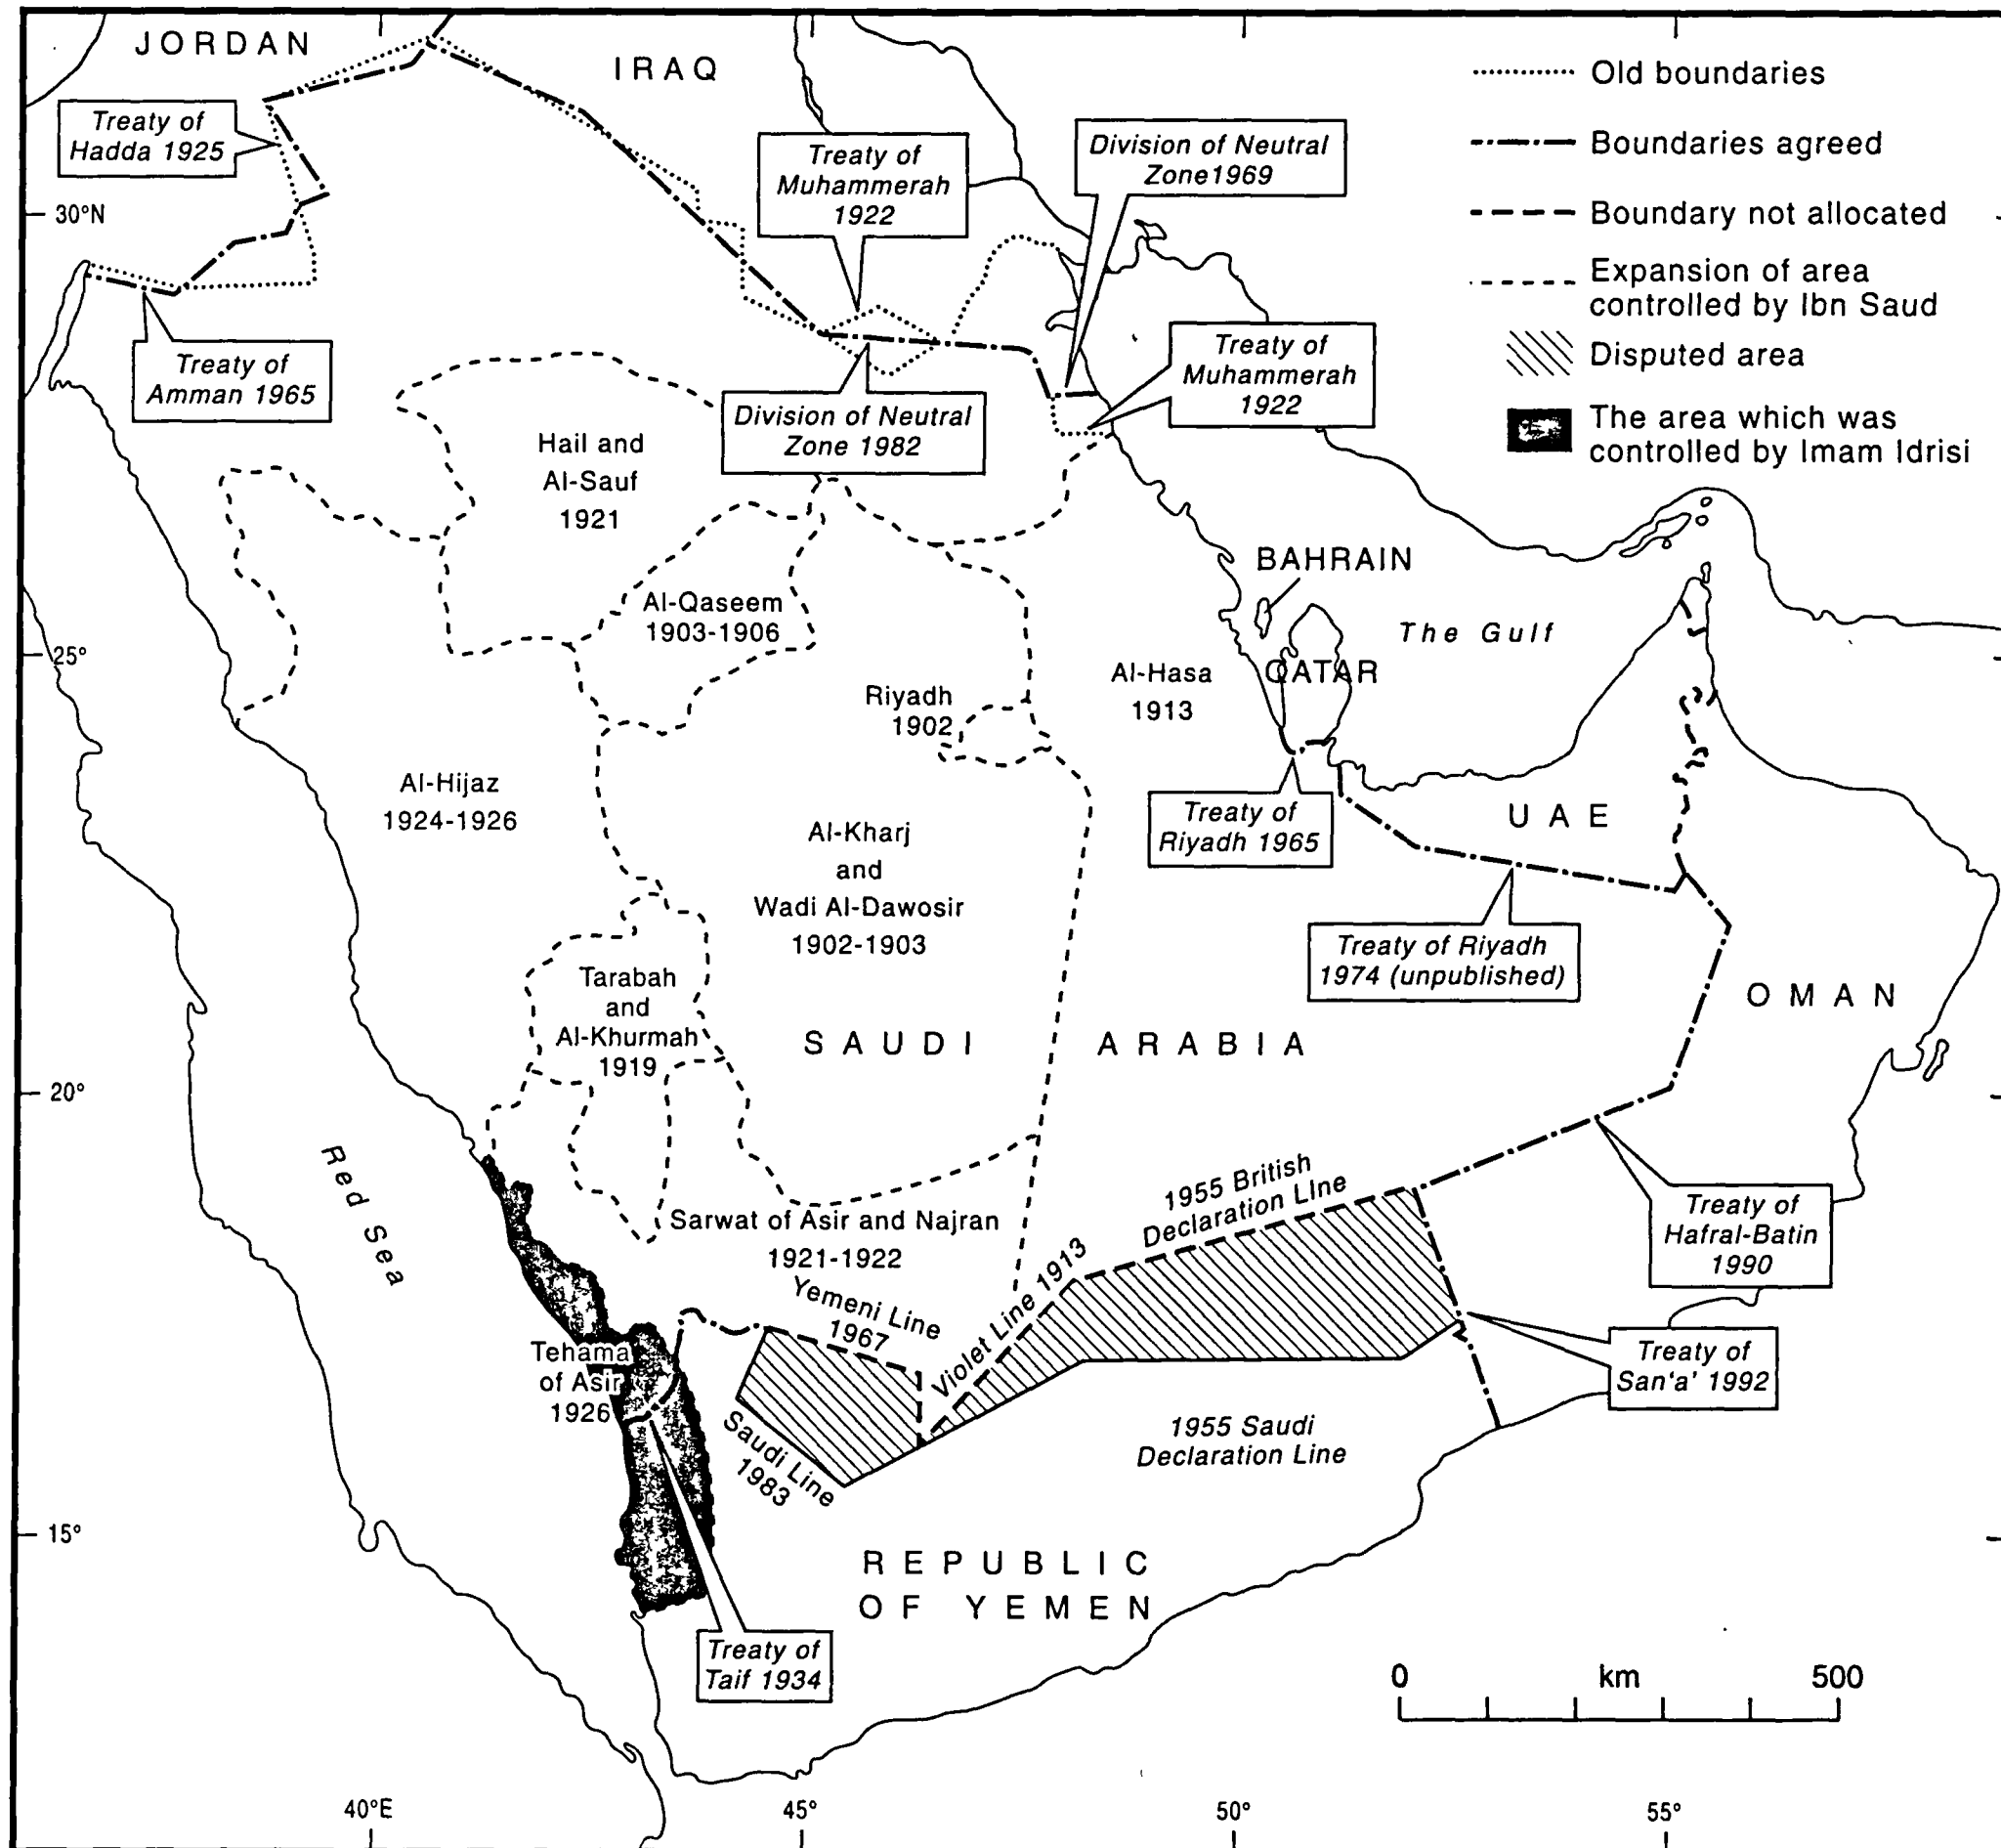 JORDAN
IRAQ
Old boundaries
Boundaries agreed
Boundary not allocated
Expansion of area
controlled by Ibn Saud
Disputed area
The area which was
controlled by Imam Idrisi
Treaty of
Hadda 1925
Treaty of
Muhammerah
1922
Division of Neutral
Zone1969
30°N
Treaty of
Amman 1965
Division of Neutral
Zone 1982
Treaty of
Muhammerah
1922
Hail and
Al-Sauf
1921
BAHRAIN
Al-Qaseem
1903-1906
The Gulf
25°
QATAR
Al-Hasa
1913
Riyadh
1902
Al-Hijaz
1924-1926
Treaty of
Riyadh 1965
UAE
Al-Kharj
and
Wadi Al-Dawosir
1902-1903
Treaty of Riyadh
1974 (unpublished)
Tarabah
and
Al-Khurmah
1919
OMAN
SAUDI ARABIA
20°
Red Sea
1955 British
Declaration LIne
Treaty of
Hafral-Batin
1990
Sarwat of Asir and Najran
1921-1922
Yemeni Line
1967
Violet Line 1913
Tehama
of Asir
1926
Treaty of
San'a' 1992
Saudi Line
1983
1955 Saudi
Declaration Line
15°
REPUBLIC
OF YEMEN
Treaty of
Taif 1934
0 km 500
40°E
45°
50°
55°